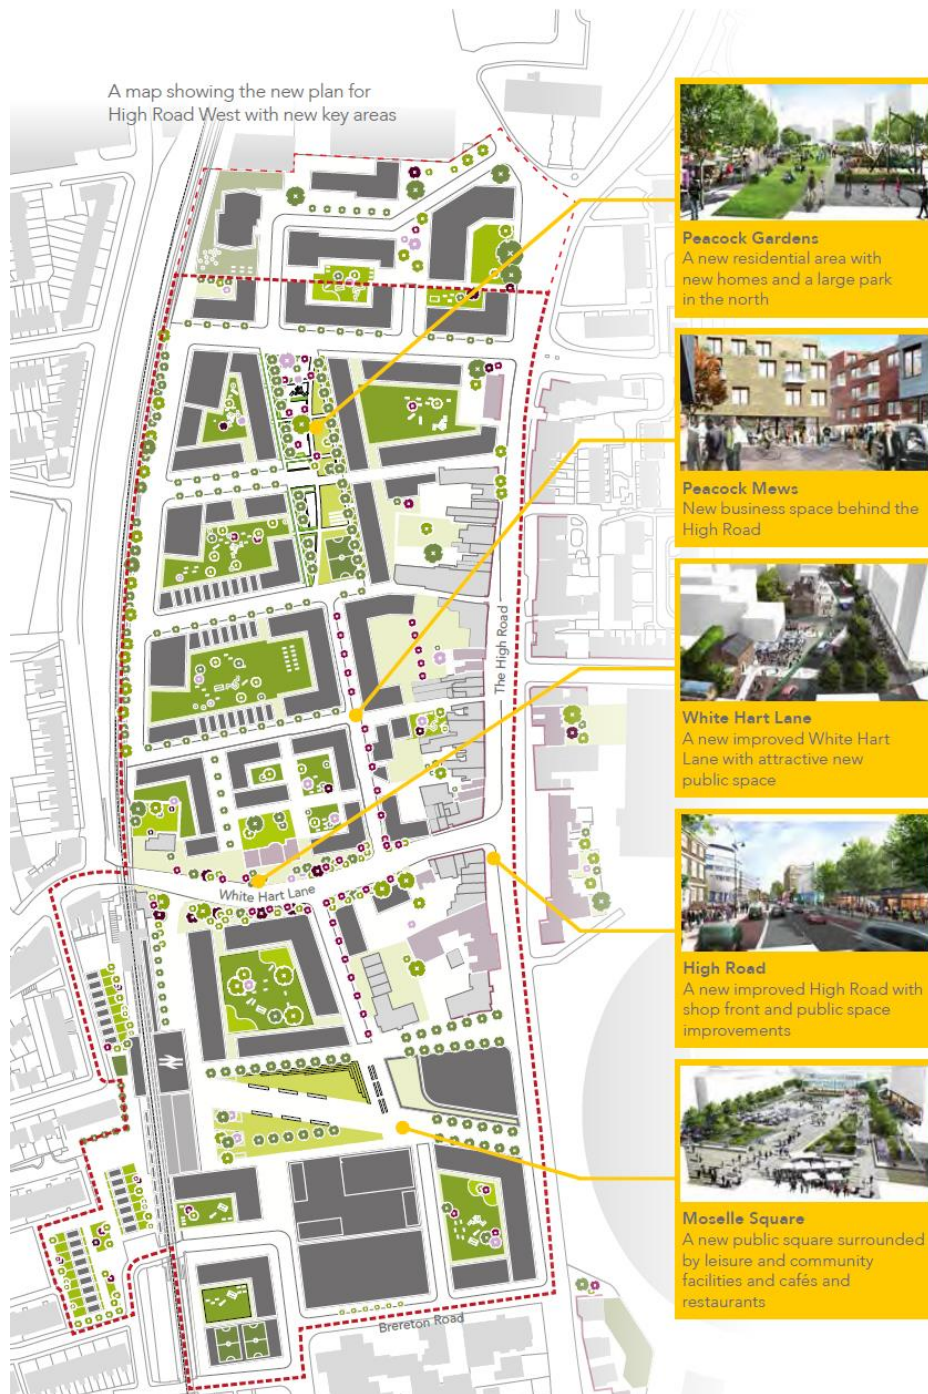 A map showing the new plan for
High Road West with new key areas
Peacock Gardens
A new residential area with
new homes and a large park
in the north
Peacock Mews
New business space behind the
High Road
The High Road
White Hart Lane
A new improved White Hart
Lane with attractive new
public space
White Hart Lane
High Road
A new improved High Road with
shop front and public space
improvements
Moselle Square
A new public square surrounded
by leisure and community
facilities and cafés and
restaurants
Brereton Road